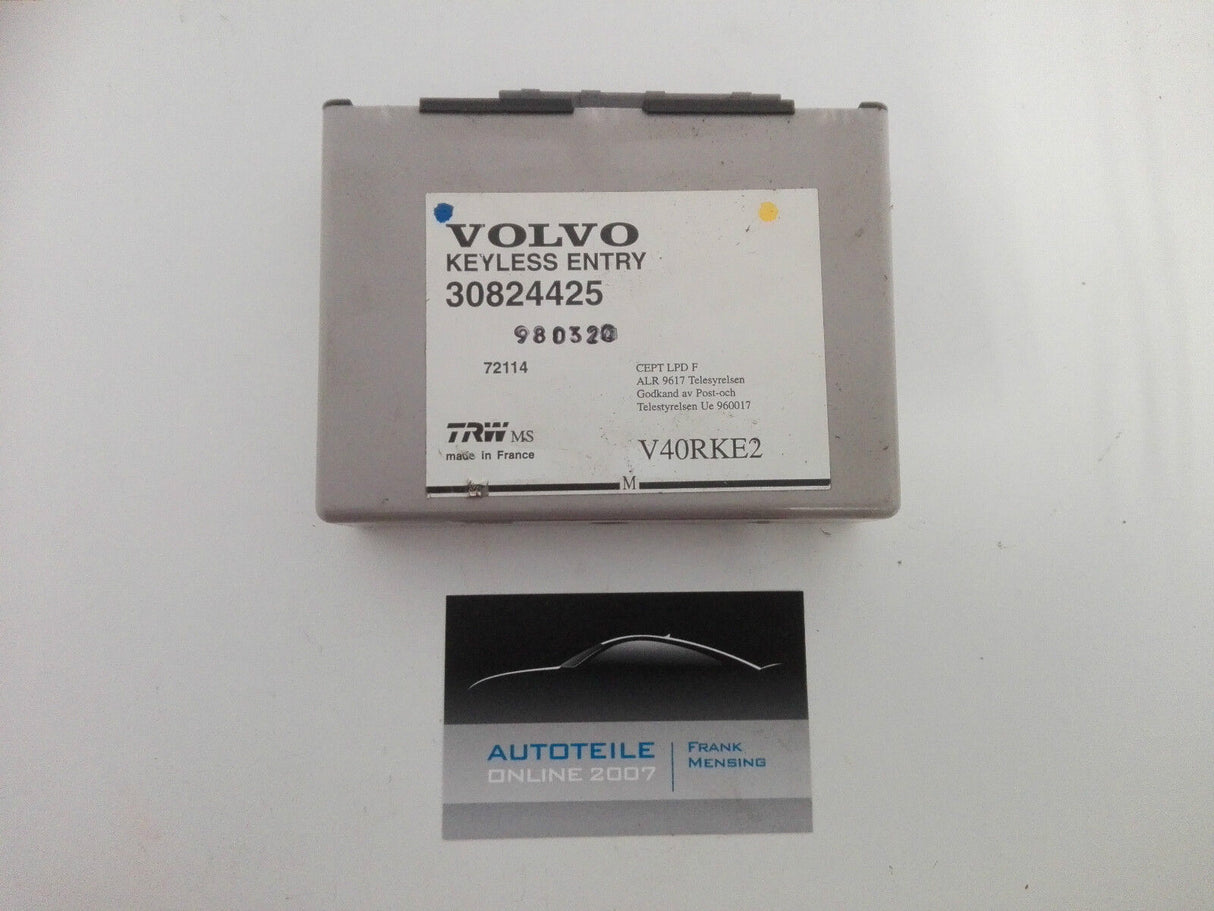 VOLVO
KEYLESS ENTRY
30824425
980320
72114
CEPT LPD F
ALR 9617 Telesyrelsen
Godkand av Post-och
Telestyrelsen Ue 960017
TRW MS
made in France
V40RKE2
M
AUTOTEILE
ONLINE 2007
FRANK
MENSING